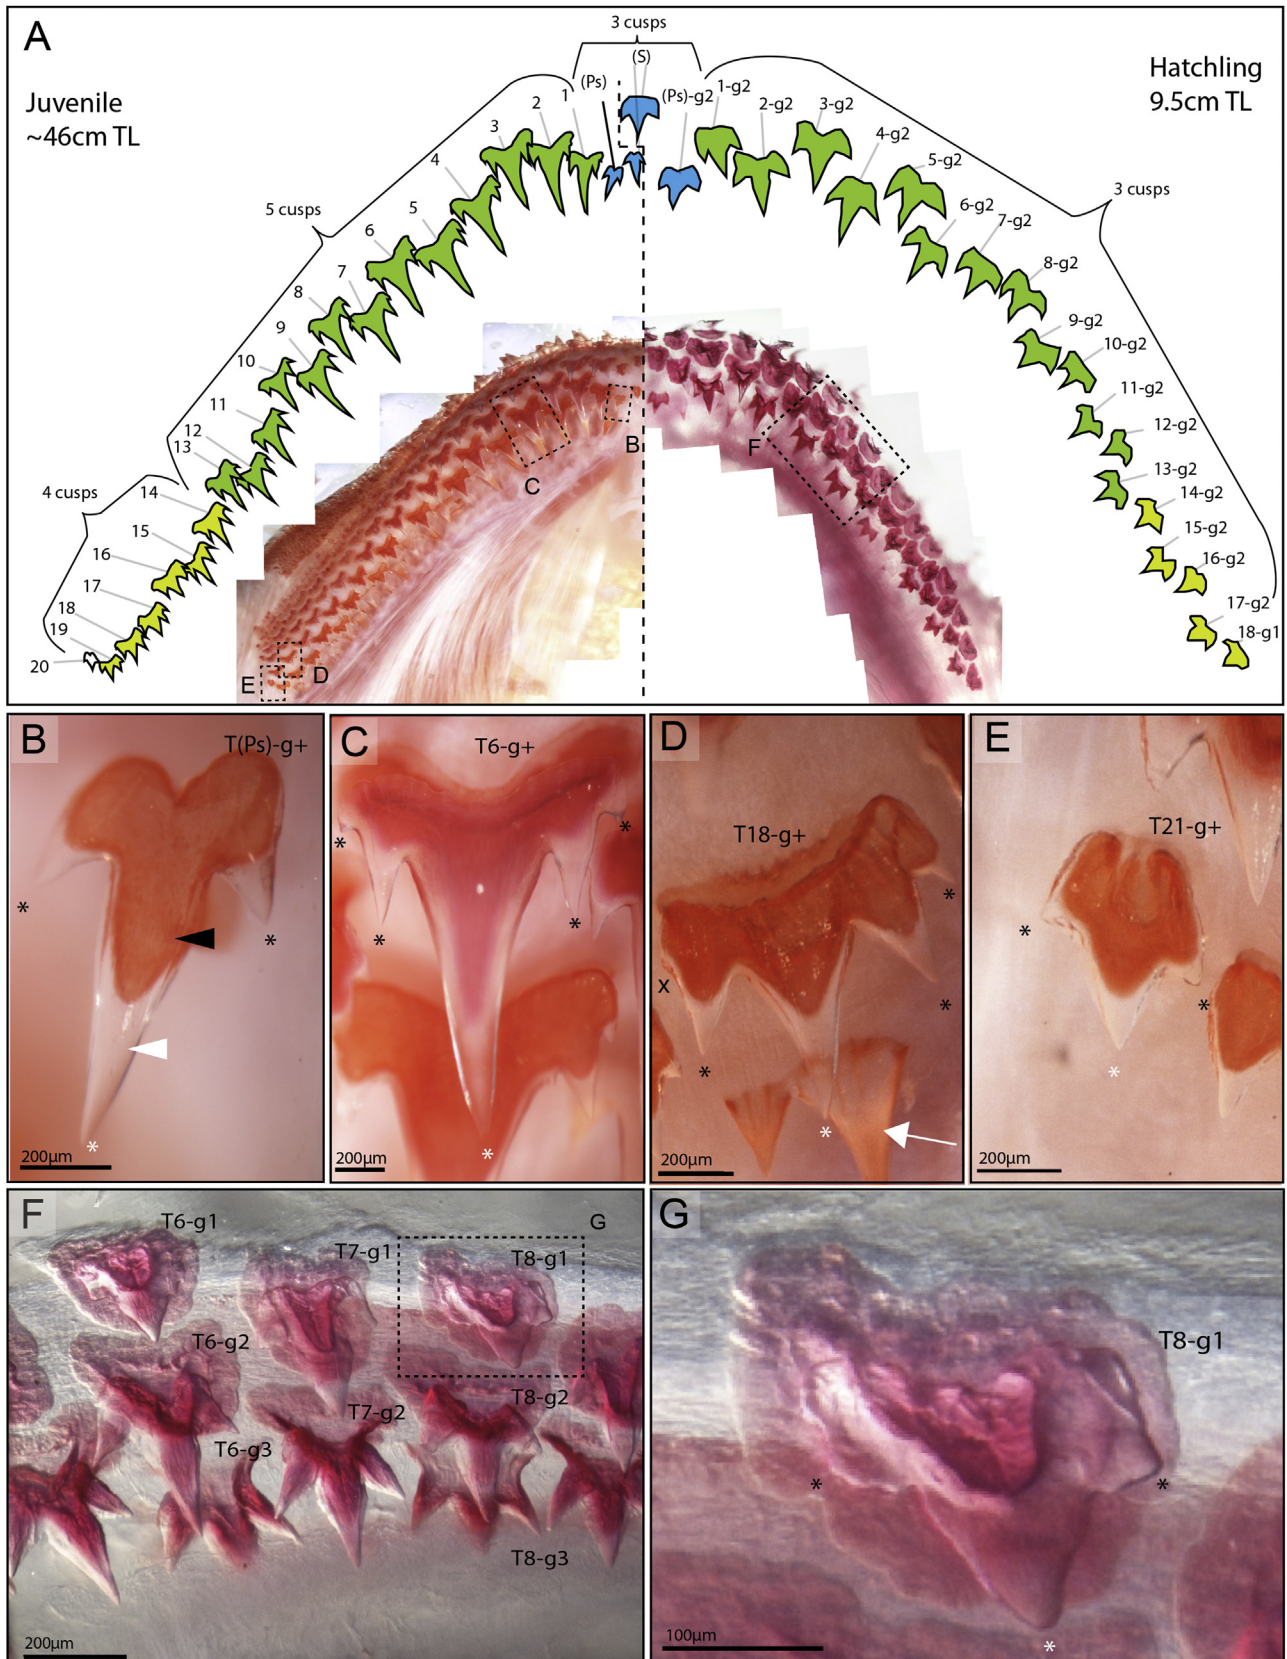 A
3 cusps
(S)
Juvenile
~46cm TL
Hatchling
9.5cm TL
(Ps)
(Ps)-g2
1
2
3
4
5
6
7
8
9
10
11
12
13
14
15
16
17
18
19
20
5 cusps
4 cusps
1-g2
2-g2
3-g2
4-g2
5-g2
6-g2
7-g2
8-g2
9-g2
10-g2
11-g2
12-g2
13-g2
14-g2
15-g2
16-g2
17-g2
18-g1
3 cusps
B
C
D
E
F
B
T(Ps)-g+
*
*
*
200µm
C
T6-g+
*
*
*
*
*
200µm
D
T18-g+
*
x
*
*
*
200µm
E
T21-g+
*
*
*
200µm
F
T6-g1
G
T7-g1
T8-g1
T6-g2
T8-g2
T7-g2
T6-g3
T8-g3
200µm
G
T8-g1
*
*
*
100µm